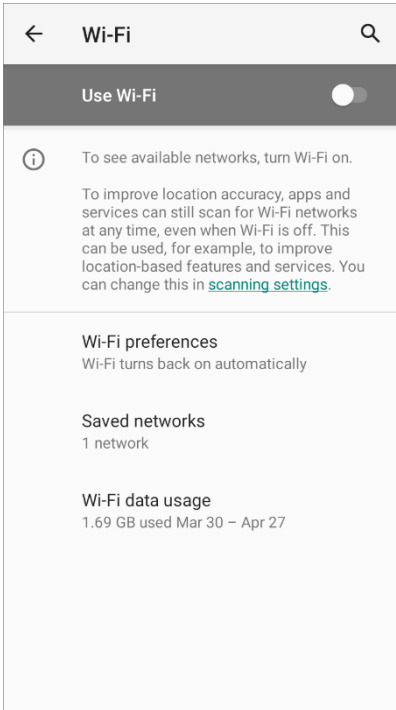 Wi-Fi
Use Wi-Fi
To see available networks, turn Wi-Fi on.
To improve location accuracy, apps and
services can still scan for Wi-Fi networks
at any time, even when Wi-Fi is off. This
can be used, for example, to improve
location-based features and services. You
can change this in scanning settings.
Wi-Fi preferences
Wi-Fi turns back on automatically
Saved networks
1 network
Wi-Fi data usage
1.69 GB used Mar 30 – Apr 27